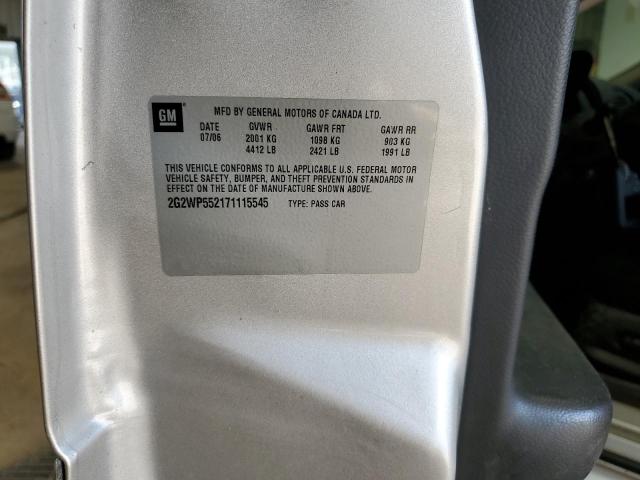 GM
MFD BY GENERAL MOTORS OF CANADA LTD.
DATE GVWR GAWR FRT GAWR RR
07/06 2001 KG 1098 KG 903 KG
4412 LB 2421 LB 1991 LB
THIS VEHICLE CONFORMS TO ALL APPLICABLE U.S. FEDERAL MOTOR
VEHICLE SAFETY, BUMPER, AND THEFT PREVENTION STANDARDS IN
EFFECT ON THE DATE OF MANUFACTURE SHOWN ABOVE.
2G2WP552171115545 TYPE: PASS CAR